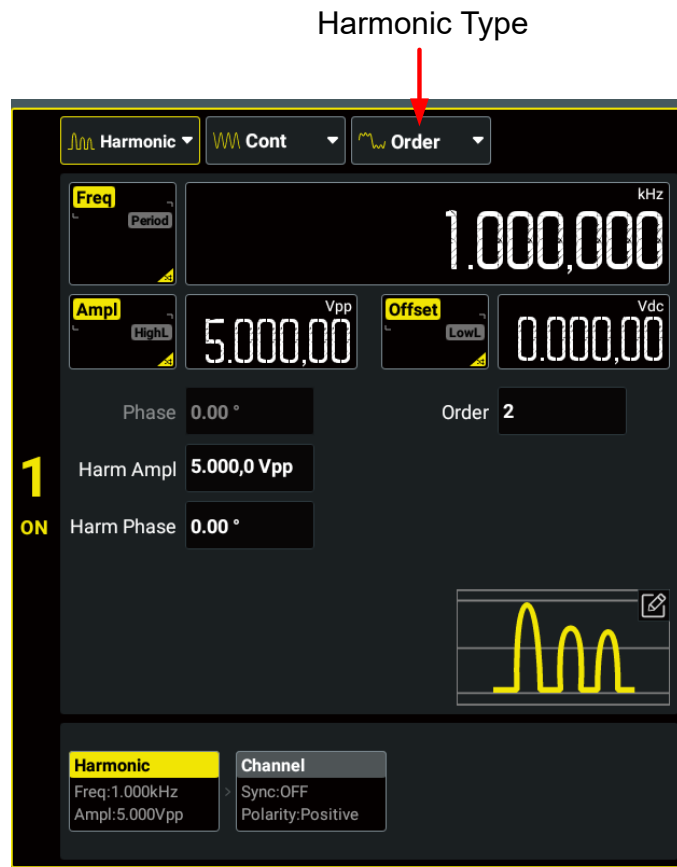 Harmonic Type
Harmonic Cont Order
Freq
Period
kHz
1.000,000
Ampl
HighL
Vpp
5.000,00
Offset
LowL
Vdc
0.000,00
Phase 0.00 °
Order 2
Harm Ampl 5.000,0 Vpp
Harm Phase 0.00 °
1
ON
Harmonic
Freq:1.000kHz
Ampl:5.000Vpp
>
Channel
Sync:OFF
Polarity:Positive